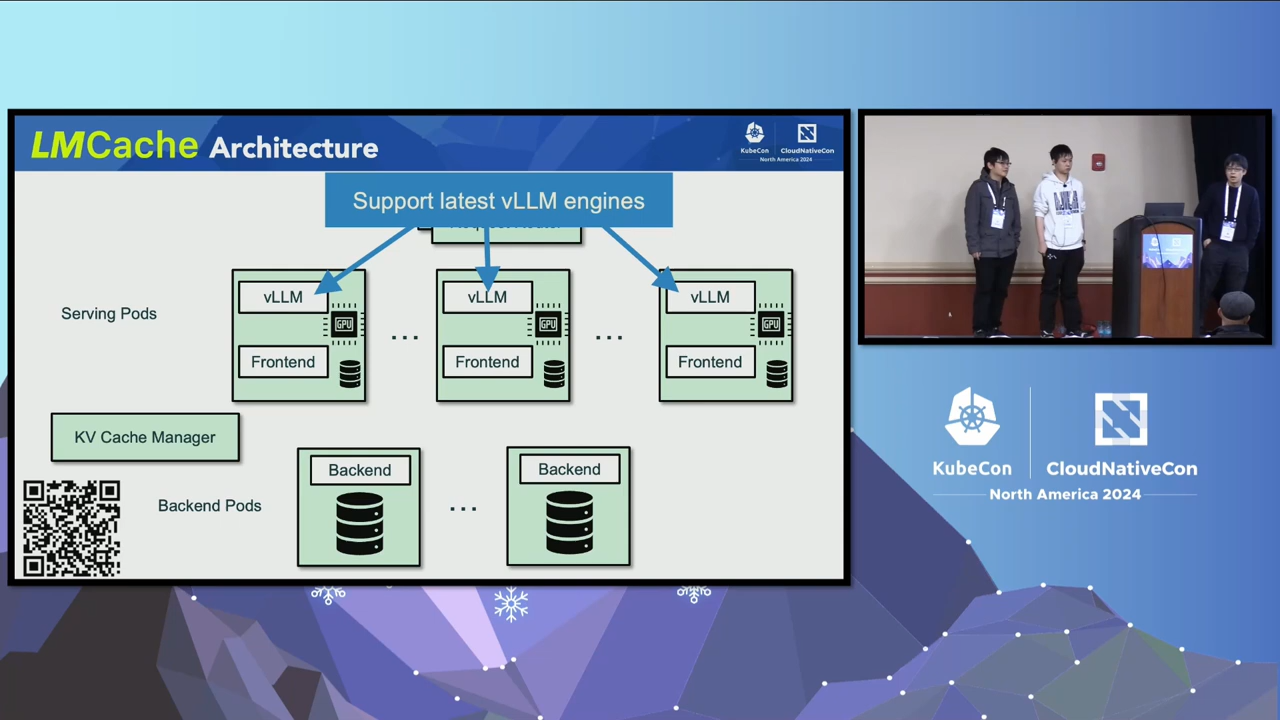 LMCache Architecture
KubeCon
CloudNativeCon
North America 2024
Support latest vLLM engines
Serving Pods
vLLM
GPU
Frontend
...
vLLM
GPU
Frontend
...
vLLM
GPU
Frontend
KV Cache Manager
Backend Pods
Backend
...
Backend
KubeCon
CloudNativeCon
North America 2024